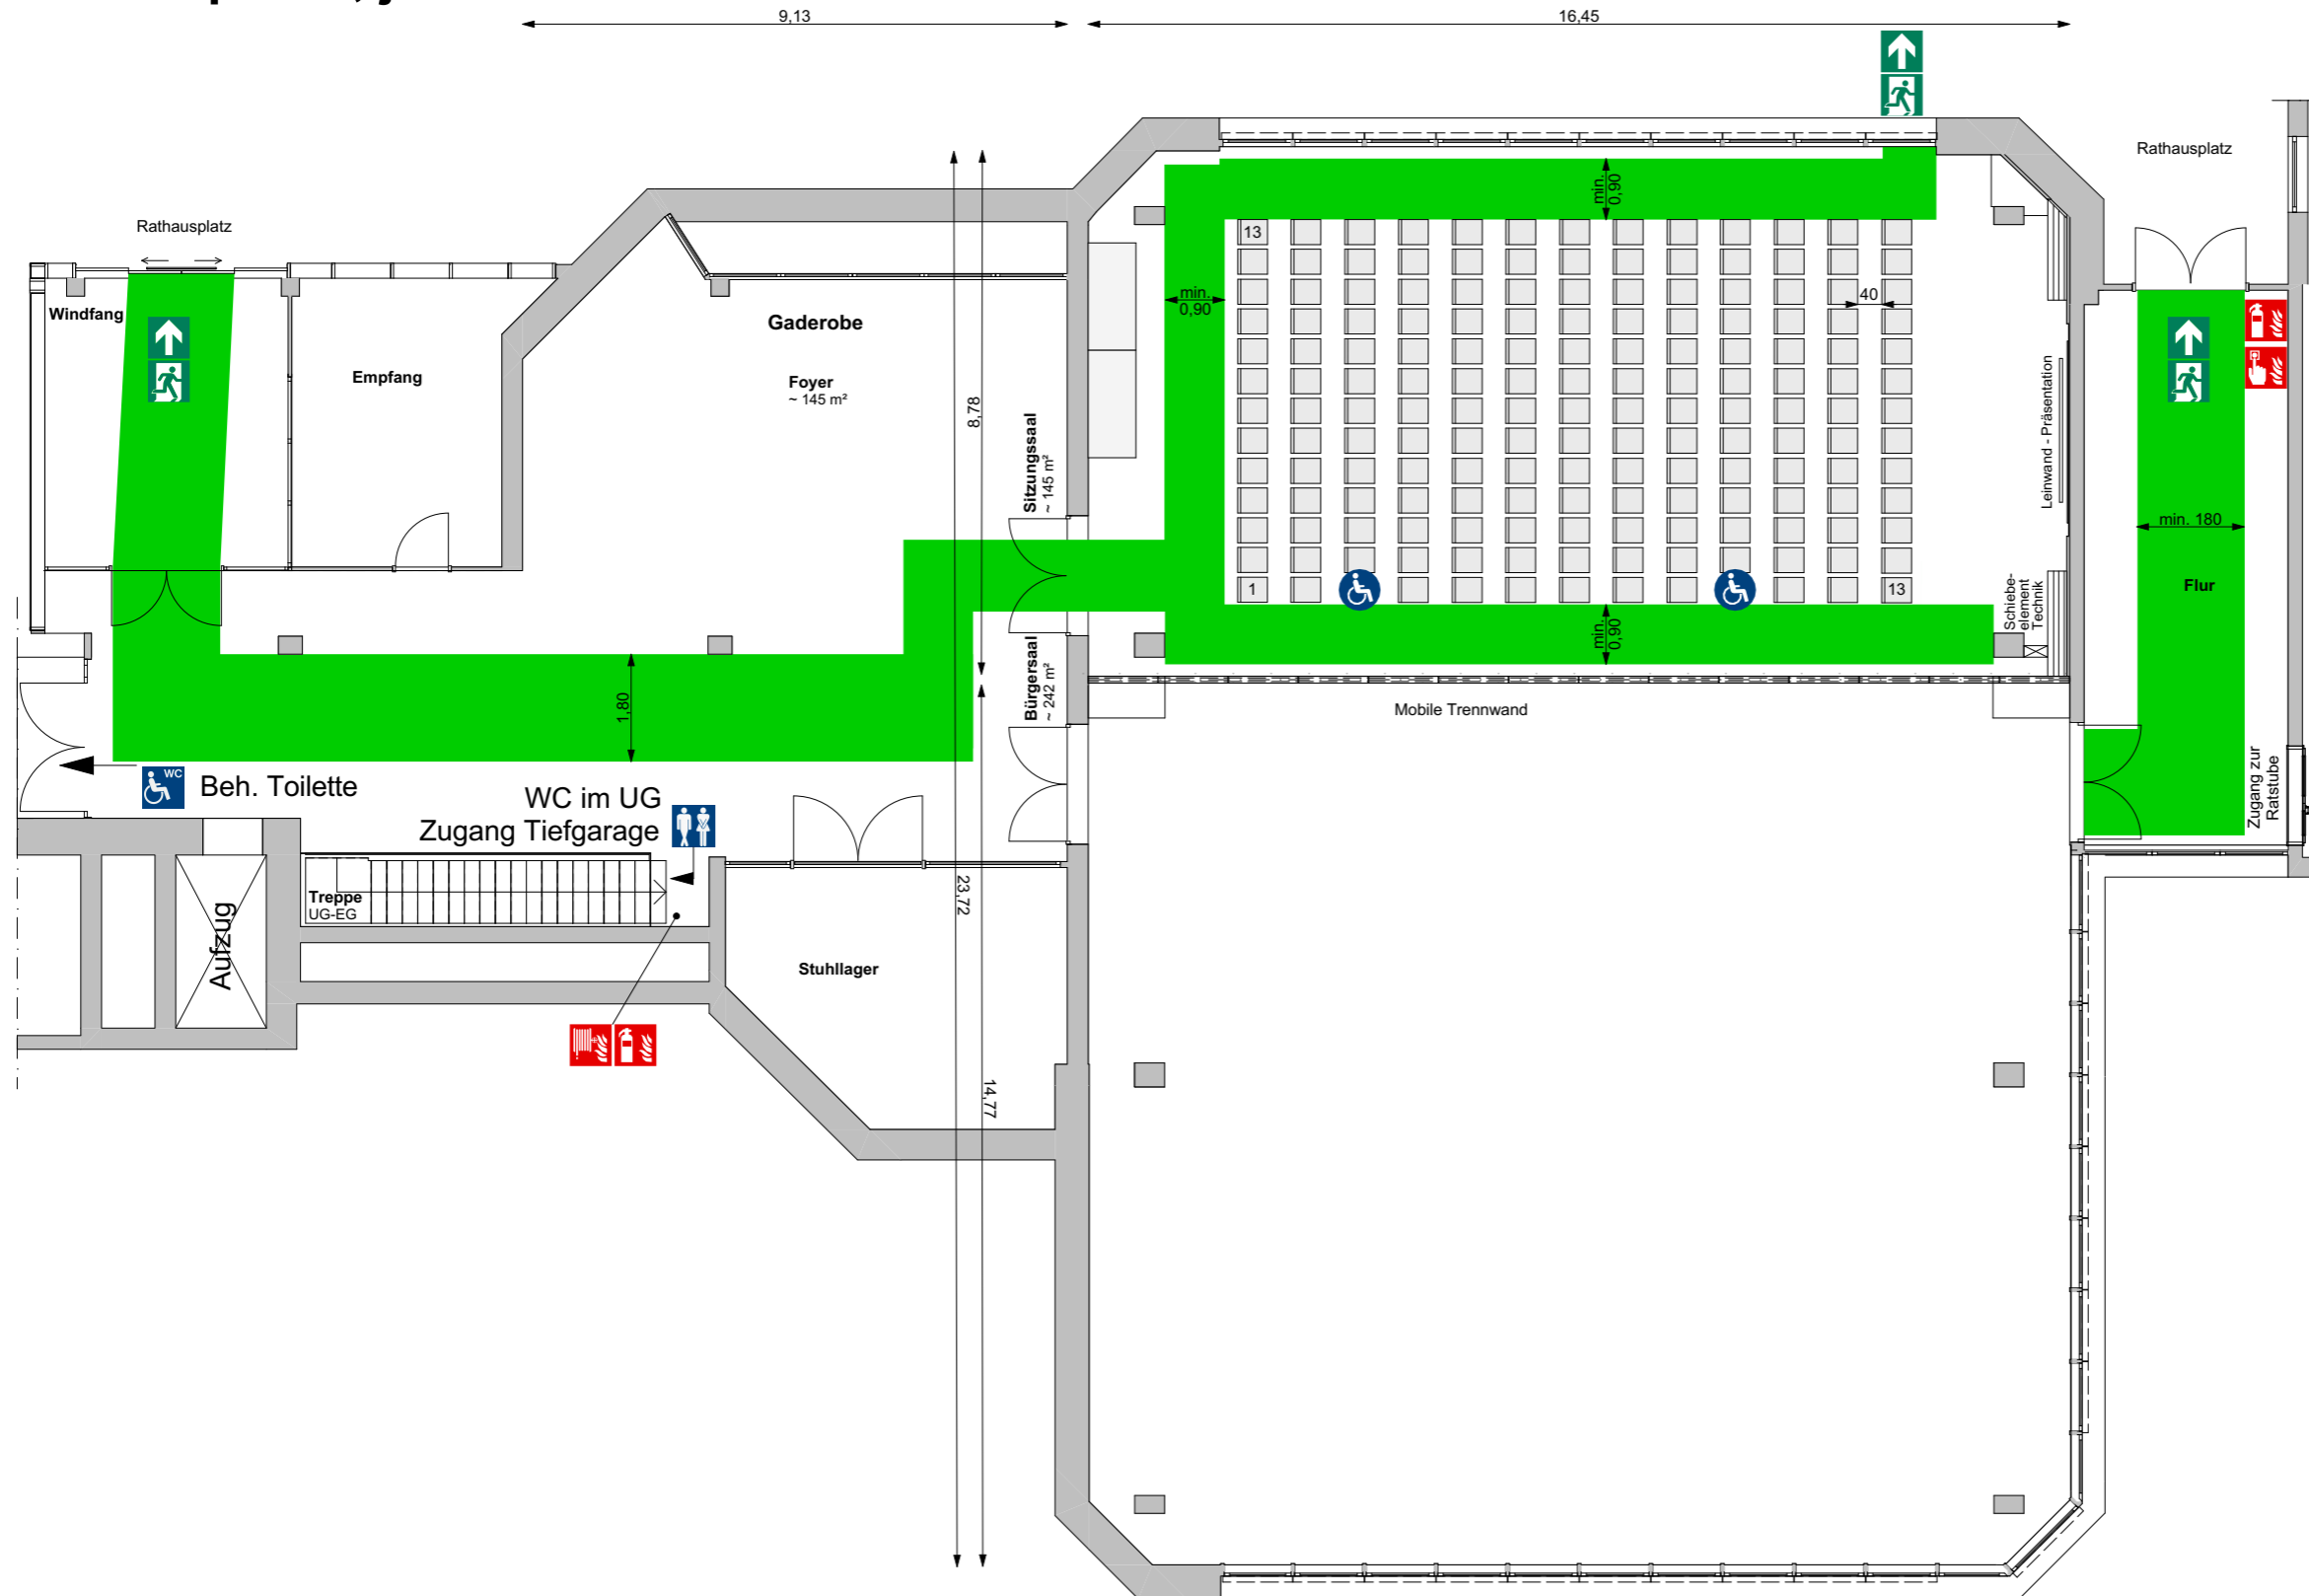 9,13
16,45
Rathausplatz
Rathausplatz
Windfang
Empfang
Gaderobe
Foyer
~ 145 m²
8,78
Sitzungssaal
~ 145 m²
Bürgersaal
~ 242 m²
min.
0,90
13
min.
0,90
40
1
13
min.
0,90
Leinwand - Präsentation
Schiebe-
element
Technik
min. 180
Flur
Mobile Trennwand
1,80
WC
Beh. Toilette
WC im UG
Zugang Tiefgarage
Zugang zur
Ratstube
Treppe
UG-EG
Aufzug
23,72
Stuhllager
14,77